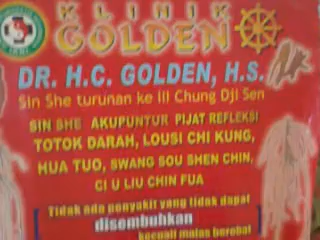 KLINIK
GOLDEN
DR. H.C. GOLDEN, H.S.
Sin She turunan ke III Chung Dji Sen
SIN SHE AKUPUNTUR PIJAT REFLEKSI
TOTOK DARAH, LOUSI CHI KUNG,
HUA TUO, SWANG SOU SHEN CHIN,
CI U LIU CHIN FUA
Tidak ada penyakit yang tidak dapat
disembuhkan
kecuali malas berobat